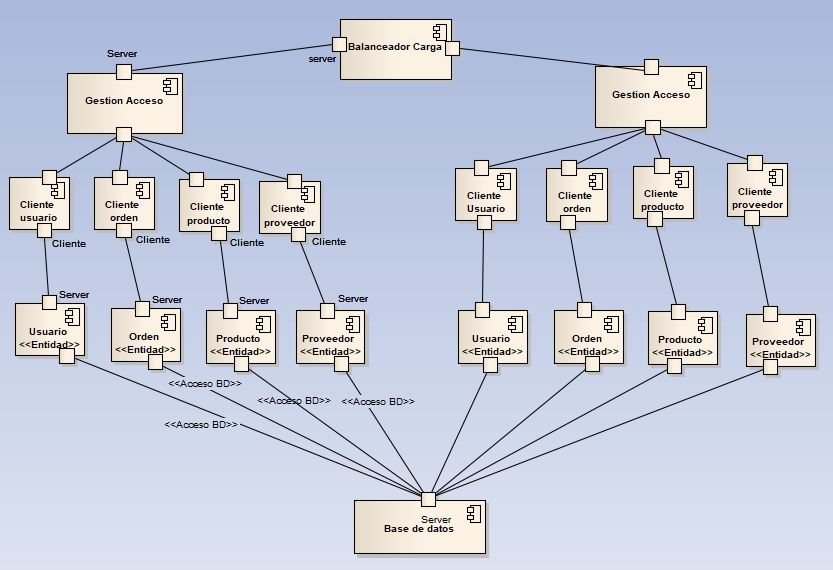 Balanceador Carga
Server
server
Gestion Acceso
Gestion Acceso
Cliente
usuario
Cliente
orden
Cliente
producto
Cliente
proveedor
Cliente
Usuario
Cliente
orden
Cliente
producto
Cliente
proveedor
Cliente
Cliente
Cliente
Cliente
Server
Server
Server
Server
Usuario
<<Entidad>>
Orden
<<Entidad>>
Producto
<<Entidad>>
Proveedor
<<Entidad>>
Usuario
<<Entidad>>
Orden
<<Entidad>>
Producto
<<Entidad>>
Proveedor
<<Entidad>>
<<Acceso BD>>
<<Acceso BD>>
<<Acceso BD>>
<<Acceso BD>>
Server
Base de datos